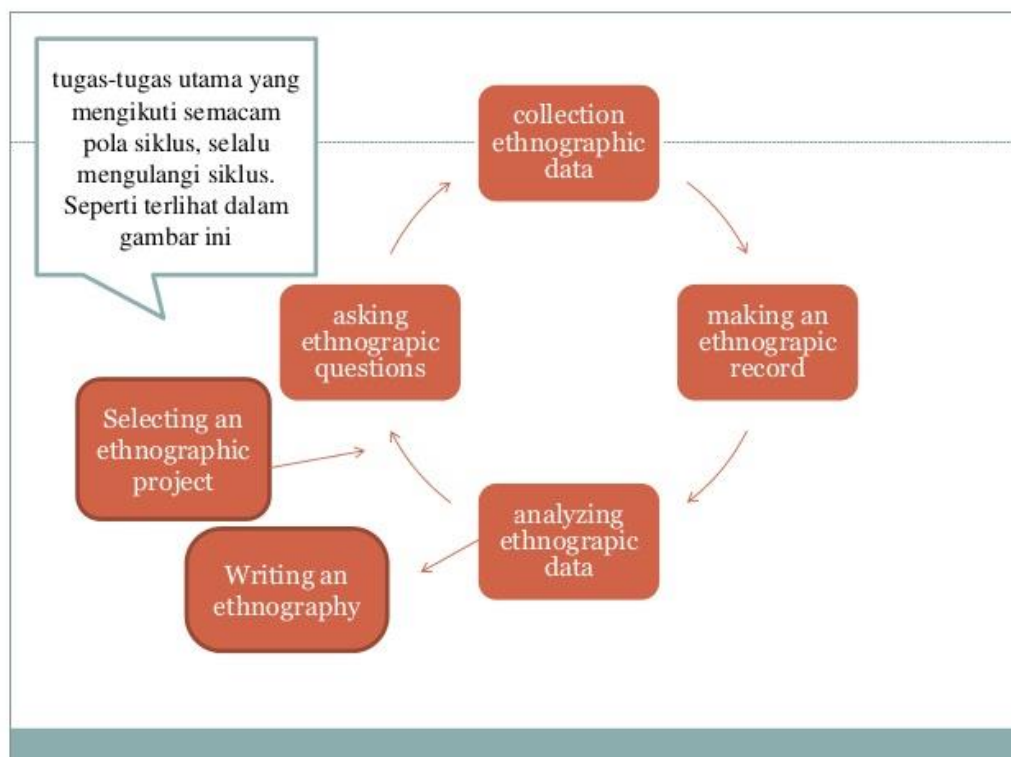 tugas-tugas utama yang
mengikuti semacam
pola siklus, selalu
mengulangi siklus.
Seperti terlihat dalam
gambar ini
collection
ethnographic
data
asking
ethnograpic
questions
making an
ethnograpic
record
Selecting an
ethnographic
project
analyzing
ethnograpic
data
Writing an
ethnography